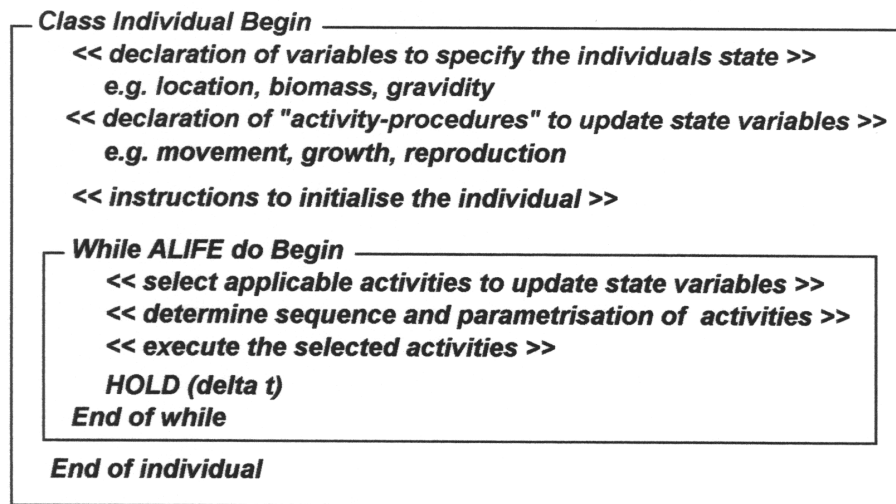 Class Individual Begin
<< declaration of variables to specify the individuals state >>
e.g. location, biomass, gravidity
<< declaration of "activity-procedures" to update state variables >>
e.g. movement, growth, reproduction
<< instructions to initialise the individual >>
While ALIFE do Begin
<< select applicable activities to update state variables >>
<< determine sequence and parametrisation of activities >>
<< execute the selected activities >>
HOLD (delta t)
End of while
End of individual